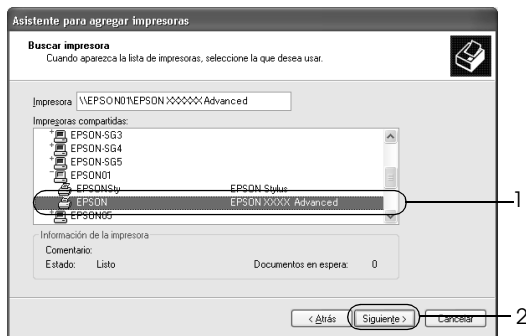 Asistente para agregar impresoras
Buscar impresora
Cuando aparezca la lista de impresoras, seleccione la que desea usar.
Impresora \\EPSON01\EPSON XXXXX Advanced
Impresoras compartidas:
EPSON-SG3
EPSON-SG4
EPSON-SG5
EPSON01
EPSONSty EPSON Stylus
EPSON EPSON XXXX Advanced
EPSON05
1
Información de la impresora
Comentario:
Estado: Listo Documentos en espera: 0
< Atrás Siguiente > Cancelar
2